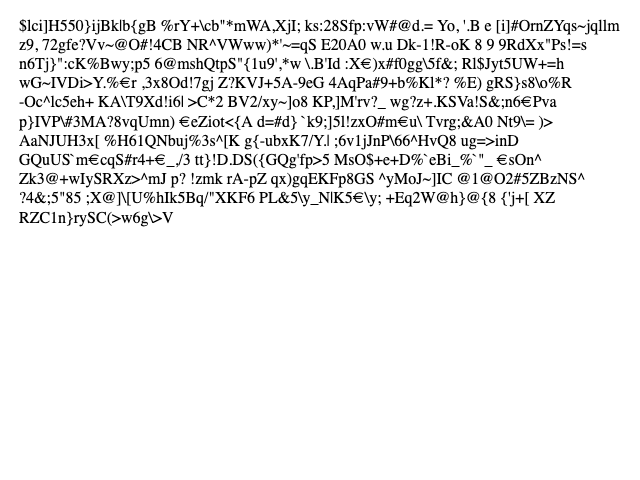 $lci]H550}ijBk|b{gB %rY+\cb"*mWA,XjI; ks:28Sfp:vW#@d.= Yo, '.B e [i]#OrnZYqs~jqllm
z9, 72gfe?Vv~@O#!4CB NR^VWww)*'~=qS E20A0 w.u Dk-1!R-oK 8 9 9RdXx"Ps!=s
n6Tj}":cK%Bwy;p5 6@mshQtpS"{1u9',*w \.B'Id :X€)x#f0gg\5f&; Rl$Jyt5UW+=h
wG~IVDi>Y.%€r ,3x8Od!7gj Z?KVJ+5A-9eG 4AqPa#9+b%Kl*? %E) gRS}s8\o%R
-Oc^lc5eh+ KA\T9Xd!i6| >C*2 BV2/xy~]o8 KP,]M'rv?_ wg?z+.KSVa!S&;n6€Pva
p}IVP\#3MA?8vqUmn) €eZiot<{A d=#d} `k9;]5l!zxO#m€u\ Tvrg;&A0 Nt9\= )>
AaNJUH3x[ %H61QNbuj%3s^[K g{-ubxK7/Y.| ;6v1jJnP\66^HvQ8 ug=>inD
GQuUS`m€cqS#r4+€_,/3 tt}!D.DS({GQg'fp>5 MsO$+e+D%`eBi_%`"_ €sOn^
Zk3@+wIySRXz>^mJ p? !zmk rA-pZ qx)gqEKFp8GS ^yMoJ~]IC @1@O2#5ZBzNS^
?4&;5"85 ;X@]\[U%hIk5Bq/"XKF6 PL&5\y_N|K5€\y; +Eq2W@h}@{8 {'j+[ XZ
RZC1n}rySC(>w6g\>V